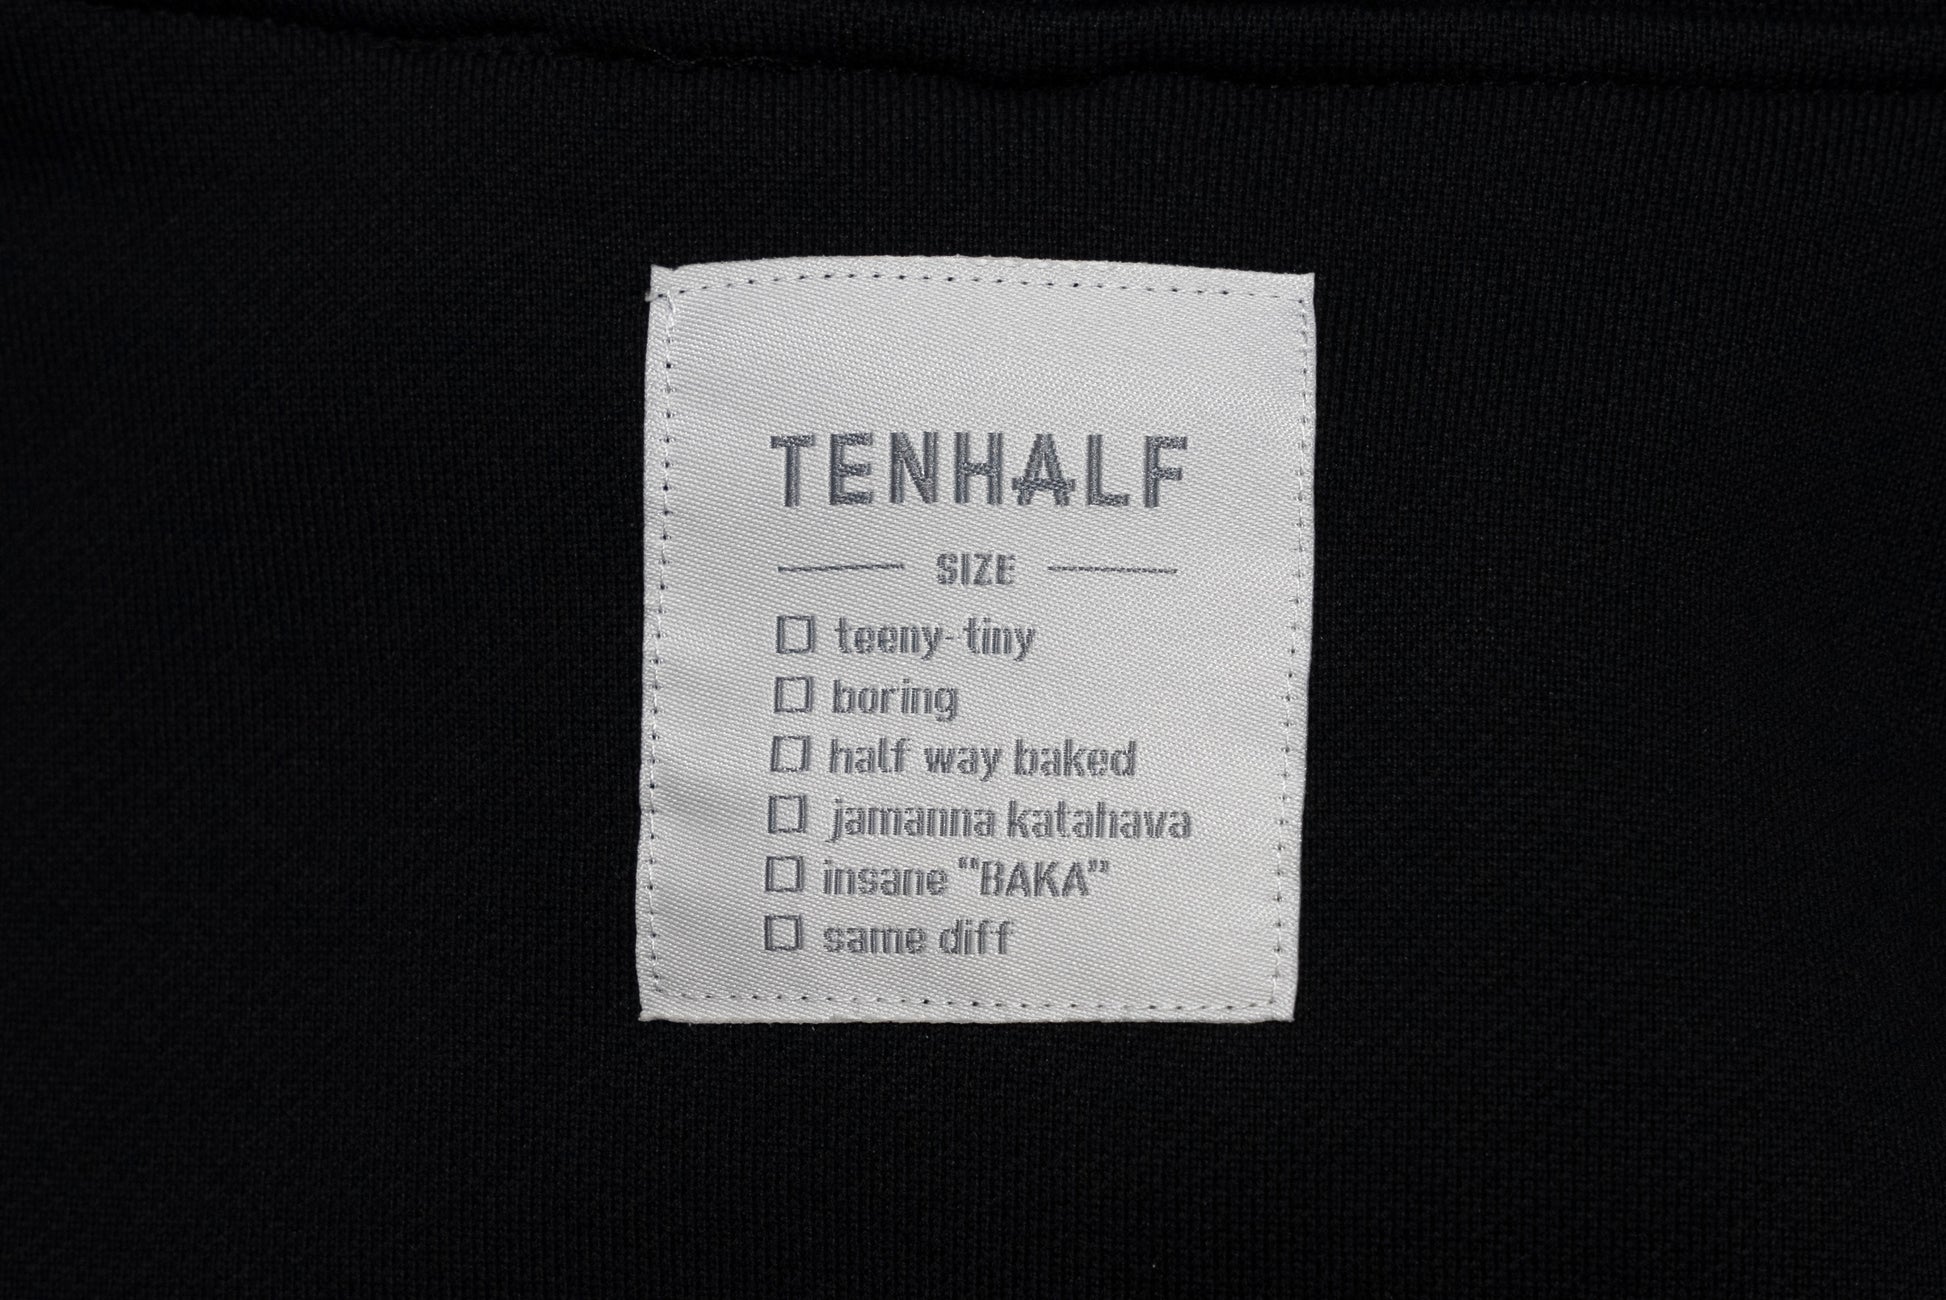 TENHALF
SIZE
teeny-tiny
boring
half way baked
jamanna katahava
insane “BAKA”
same diff